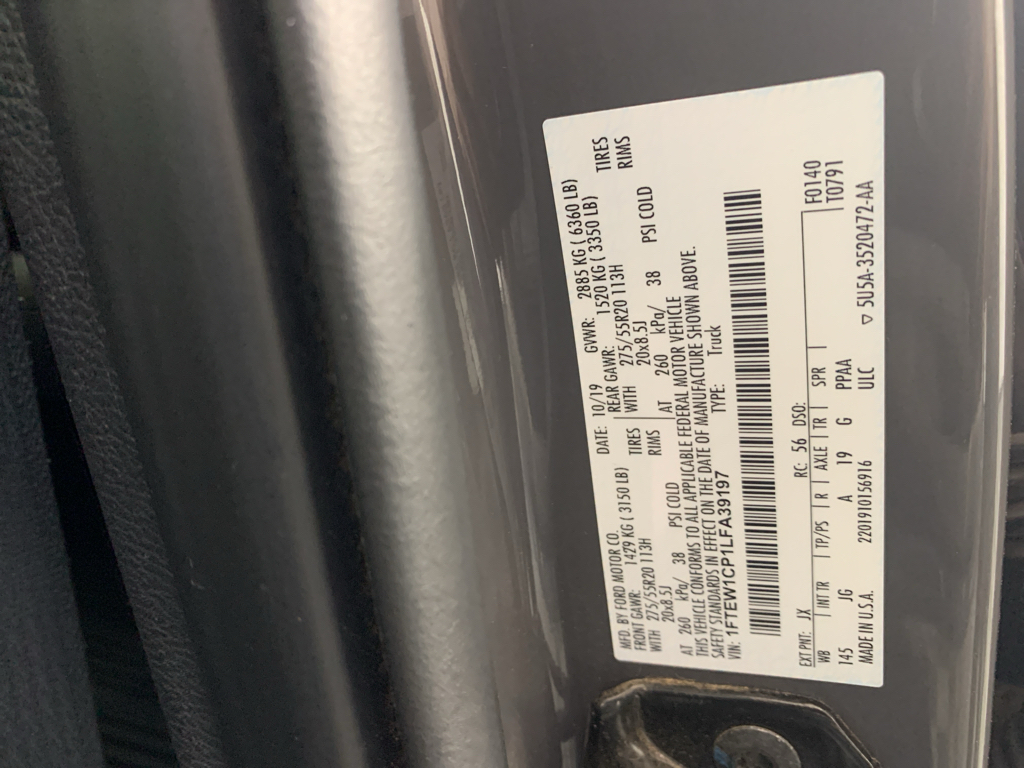 MFD. BY FORD MOTOR CO.
DATE: 10/19 GVWR: 2885 KG ( 6360 LB)
FRONT GAWR: 1429 KG ( 3150 LB) REAR GAWR: 1520 KG ( 3350 LB)
WITH 275/55R20 113H TIRES WITH 275/55R20 113H TIRES
20x8.5J RIMS 20x8.5J RIMS
AT 260 kPa/ 38 PSI COLD AT 260 kPa/ 38 PSI COLD
THIS VEHICLE CONFORMS TO ALL APPLICABLE FEDERAL MOTOR VEHICLE
SAFETY STANDARDS IN EFFECT ON THE DATE OF MANUFACTURE SHOWN ABOVE.
VIN: 1FTEW1CP1LFA39197 TYPE: Truck
EXT PNT: JX RC: 56 DSO:
WB INT TR TP/PS R AXLE TR SPR F0140
145 JG A 19 G PPAA T0791
MADE IN U.S.A. 2201910156916 ULC ▽ 5U5A-3520472-AA